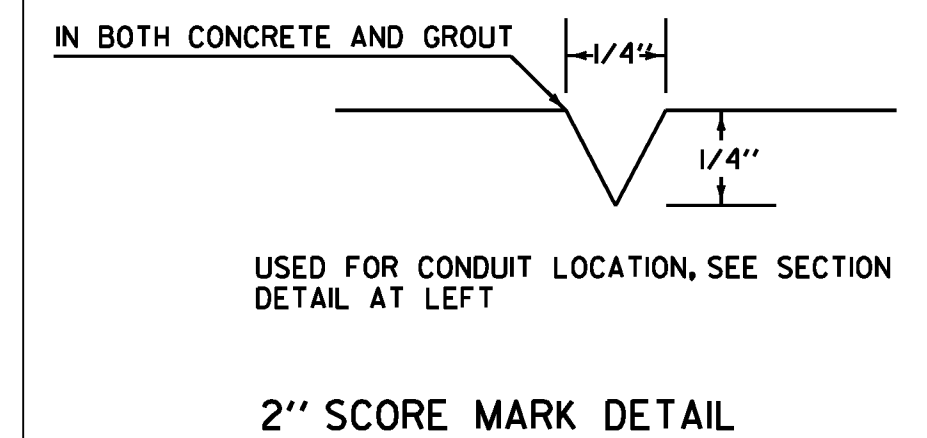 IN BOTH CONCRETE AND GROUT
1/4"
1/4"
USED FOR CONDUIT LOCATION, SEE SECTION
DETAIL AT LEFT
2" SCORE MARK DETAIL